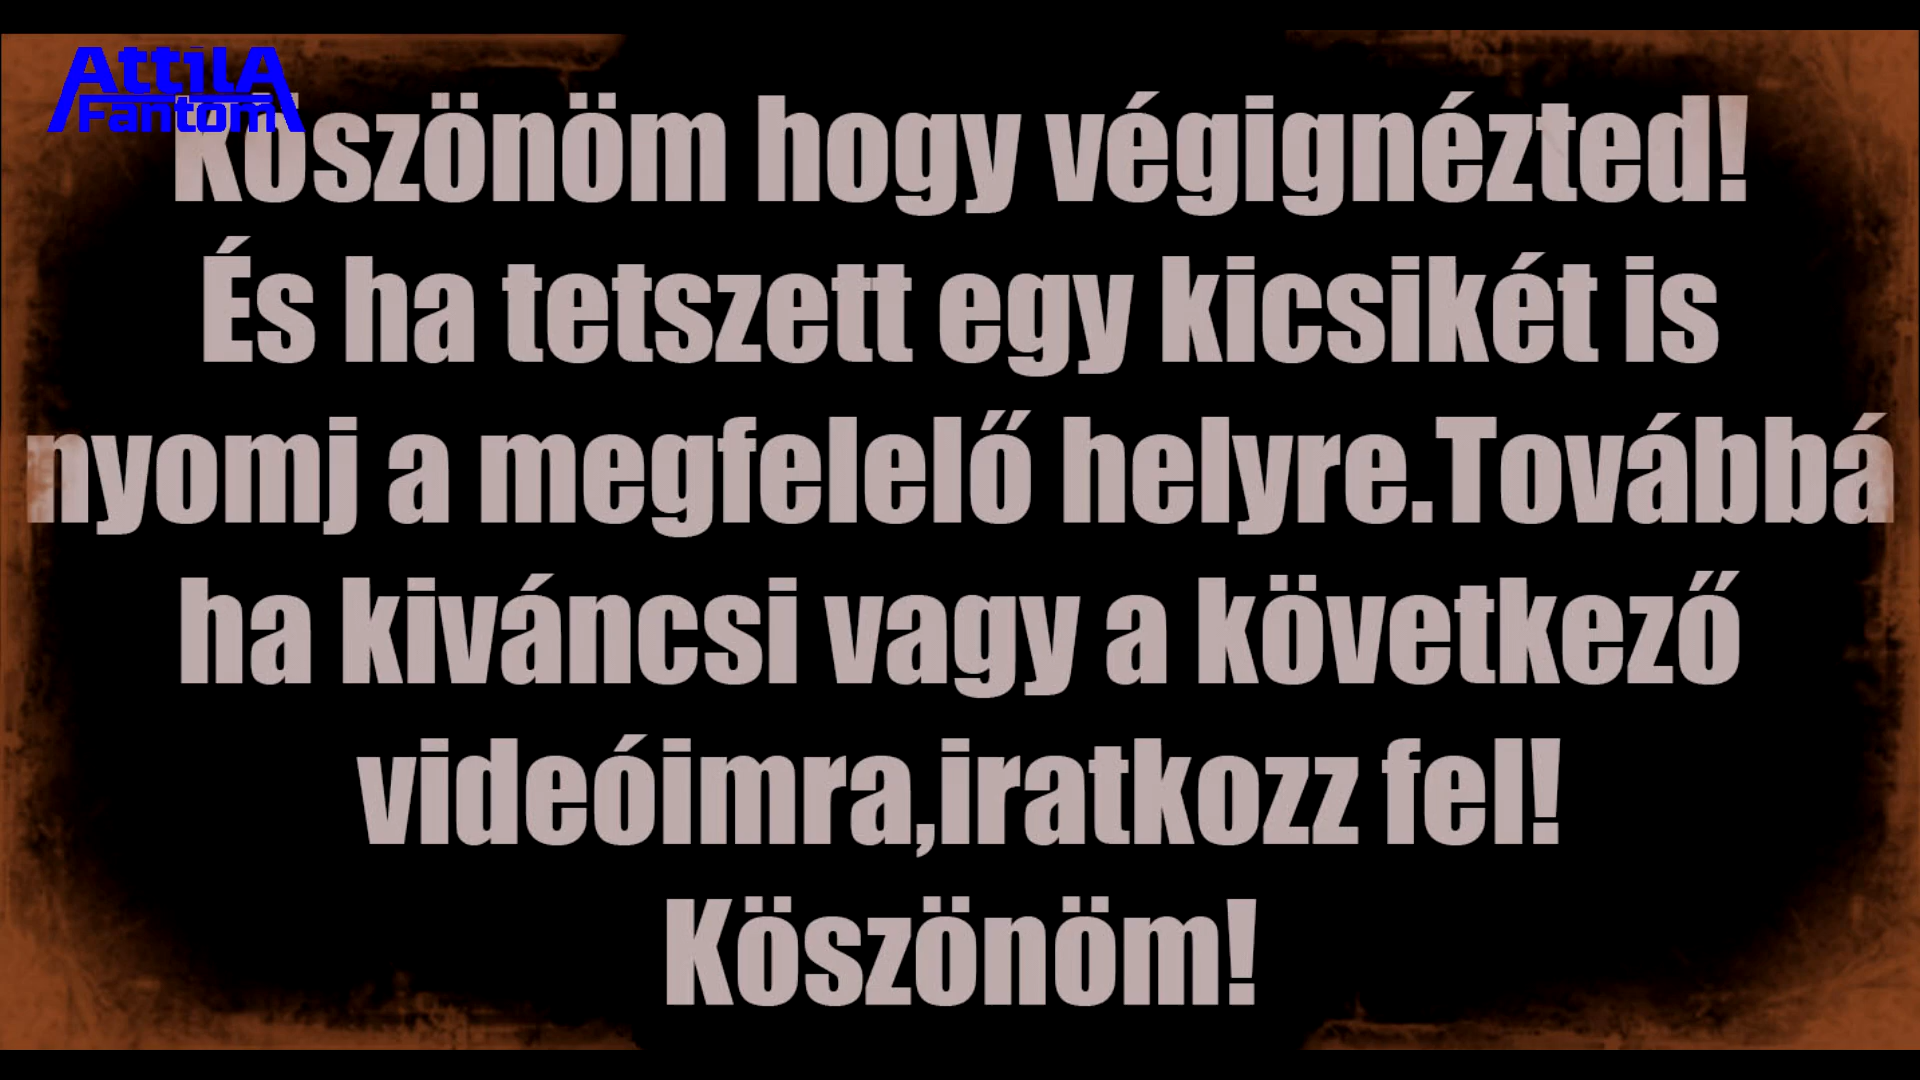 AttilA
Fantom
Köszönöm hogy végignézted!
És ha tetszett egy kicsikét is
nyomj a megfelelő helyre.Továbbá
ha kiváncsi vagy a következő
videóimra,iratkozz fel!
Köszönöm!